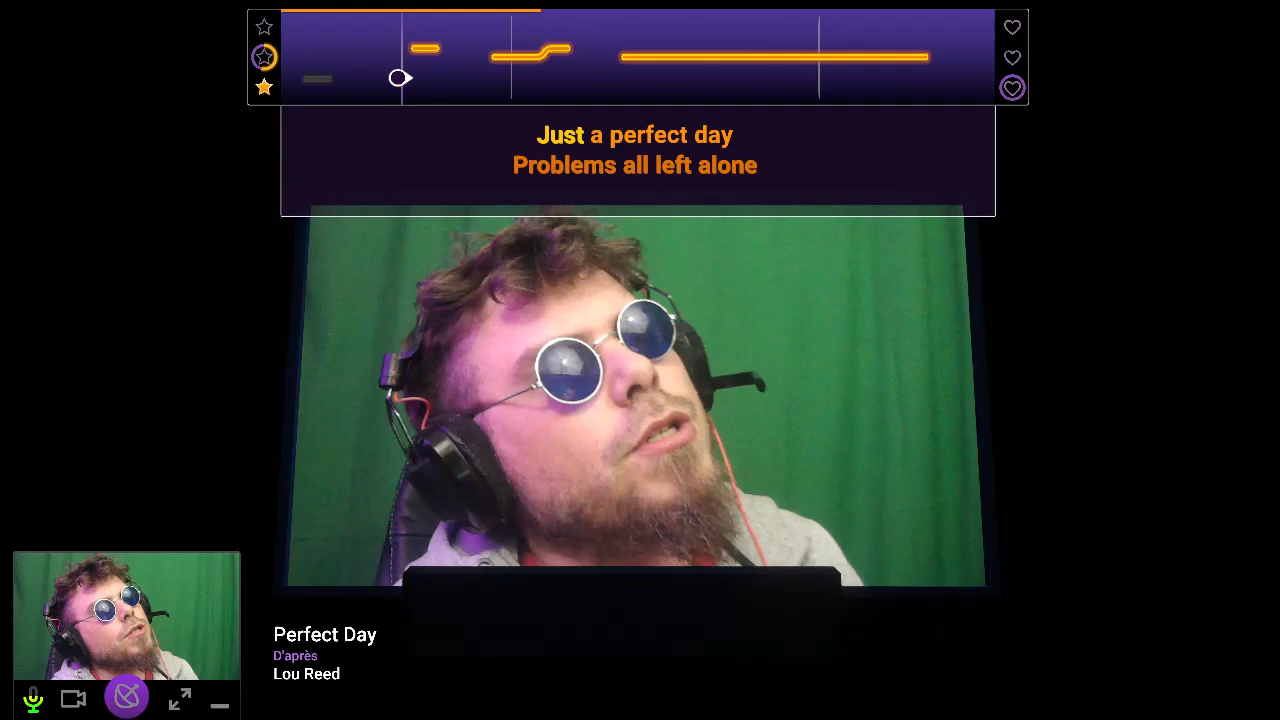 Just a perfect day
Problems all left alone
Perfect Day
D'après
Lou Reed